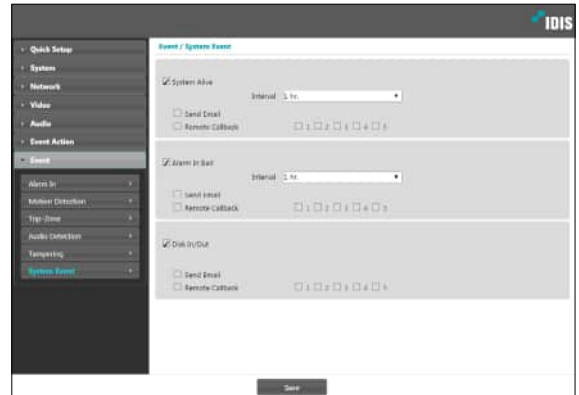 IDIS
Quick Setup
System
Network
Video
Audio
Event Action
Event
Alarm In
Motion Detection
Trip-Zone
Audio Detection
Tampering
System Event
Event / System Event
System Alive
Interval 1 hr.
Send Email
Remote Callback 1 2 3 4 5
Alarm In Bad
Interval 1 hr.
Send Email
Remote Callback 1 2 3 4 5
Disk In/Out
Send Email
Remote Callback 1 2 3 4 5
Save